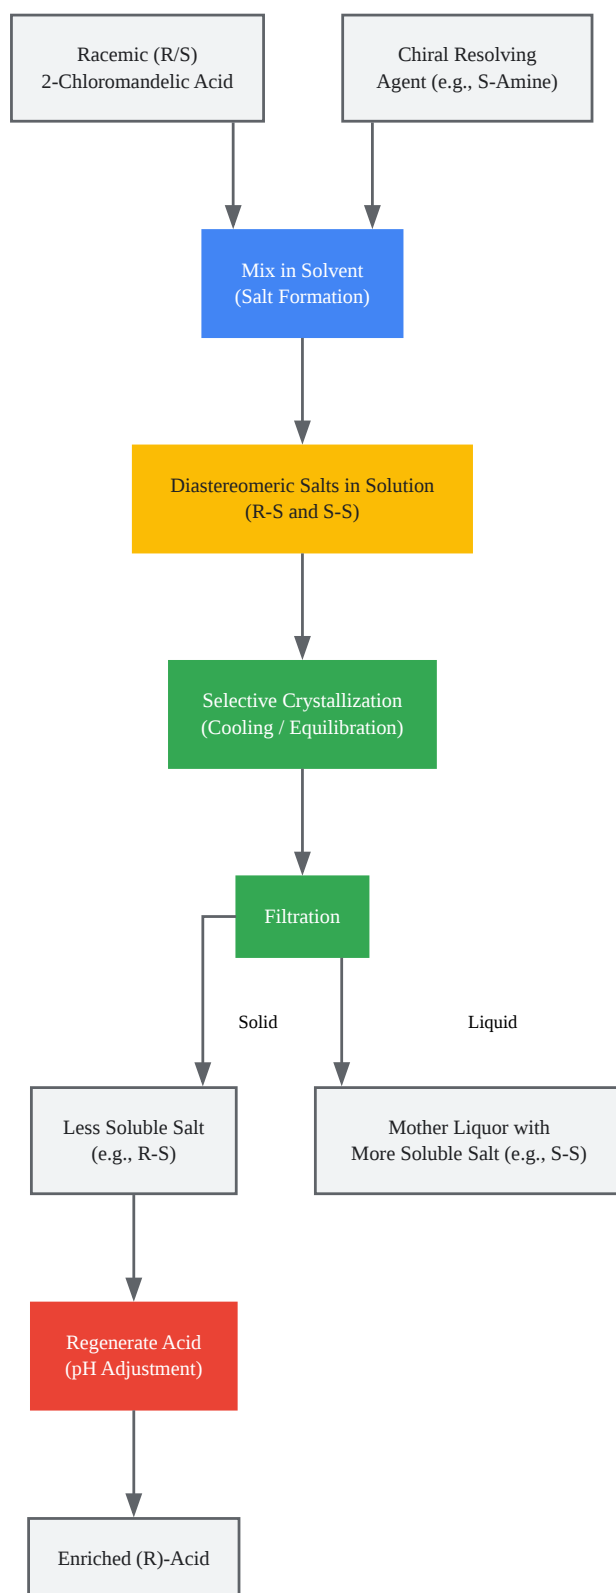 Racemic (R/S)
2-Chloromandelic Acid
Chiral Resolving
Agent (e.g., S-Amine)
Mix in Solvent
(Salt Formation)
Diastereomeric Salts in Solution
(R-S and S-S)
Selective Crystallization
(Cooling / Equilibration)
Filtration
Solid
Liquid
Less Soluble Salt
(e.g., R-S)
Mother Liquor with
More Soluble Salt (e.g., S-S)
Regenerate Acid
(pH Adjustment)
Enriched (R)-Acid